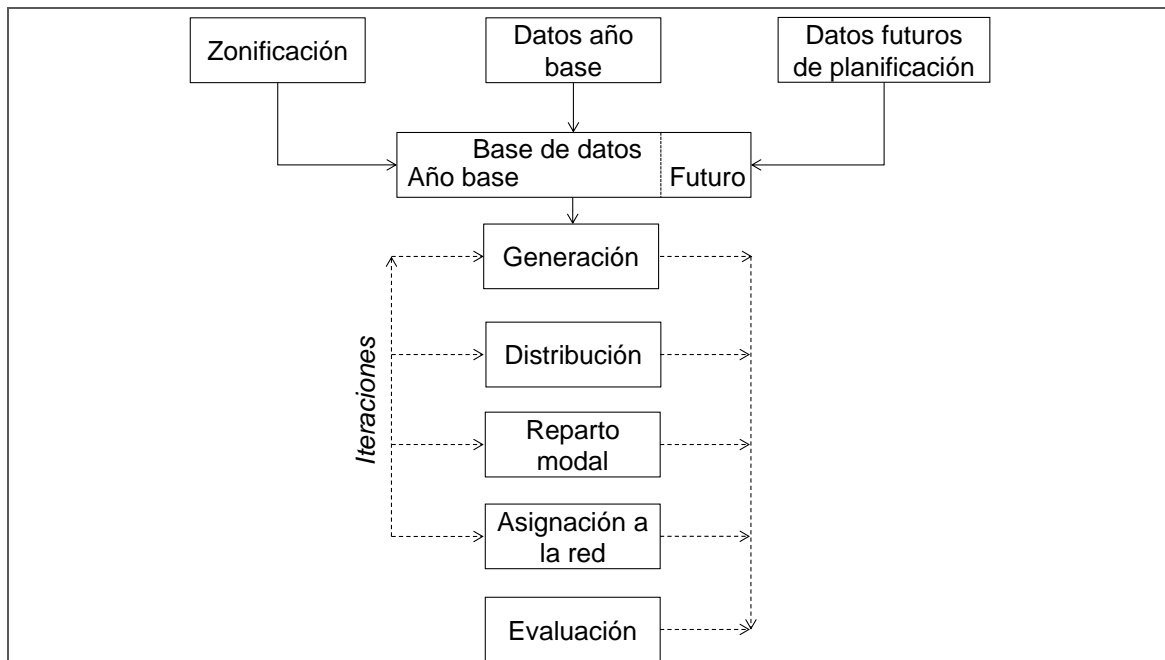 Zonificación
Datos año
base
Datos futuros
de planificación
Base de datos
Año base
Futuro
Generación
Iteraciones
Distribución
Reparto
modal
Asignación a
la red
Evaluación